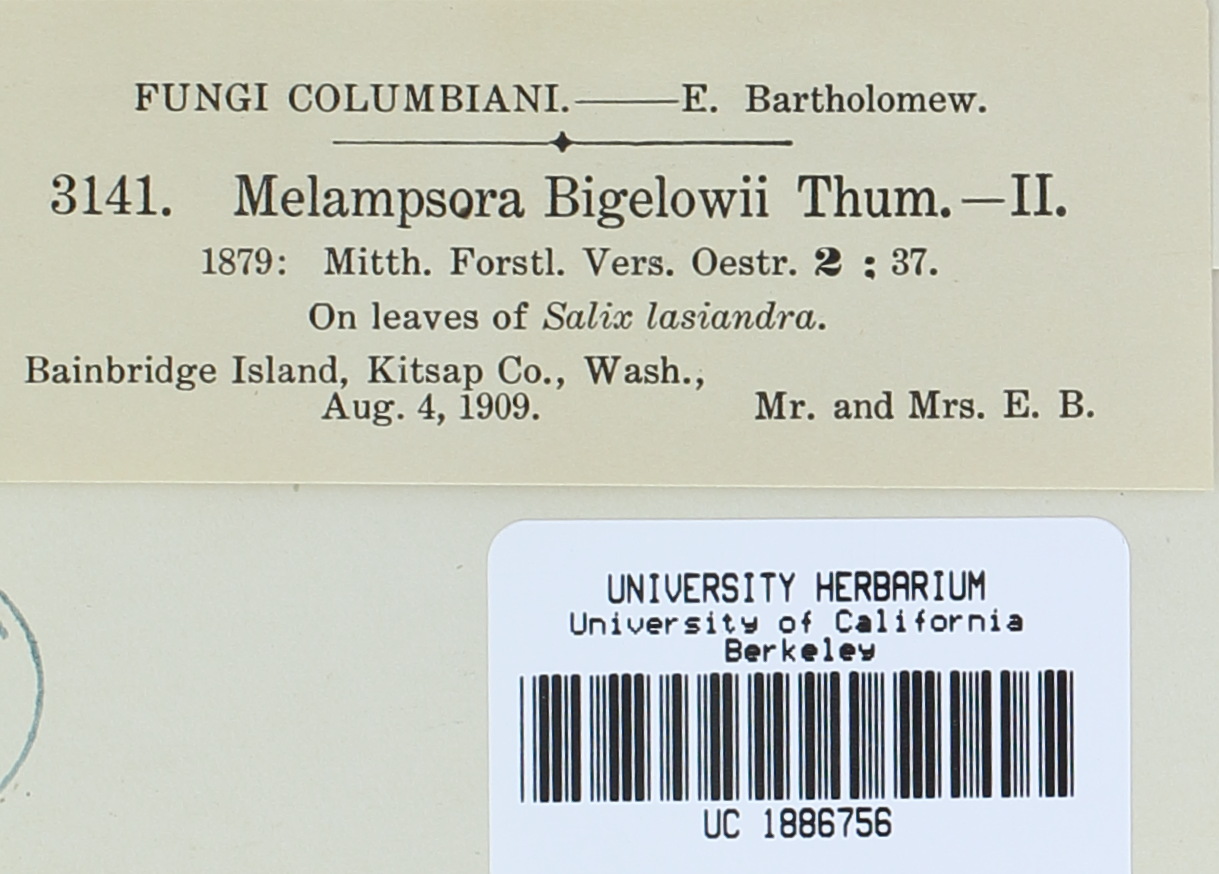 FUNGI COLUMBIANI.——E. Bartholomew.
3141. Melampsora Bigelowii Thum.—II.
1879: Mitth. Forstl. Vers. Oestr. 2 : 37.
On leaves of Salix lasiandra.
Bainbridge Island, Kitsap Co., Wash.,
Aug. 4, 1909. Mr. and Mrs. E. B.
UNIVERSITY HERBARIUM
University of California
Berkeley
UC 1886756